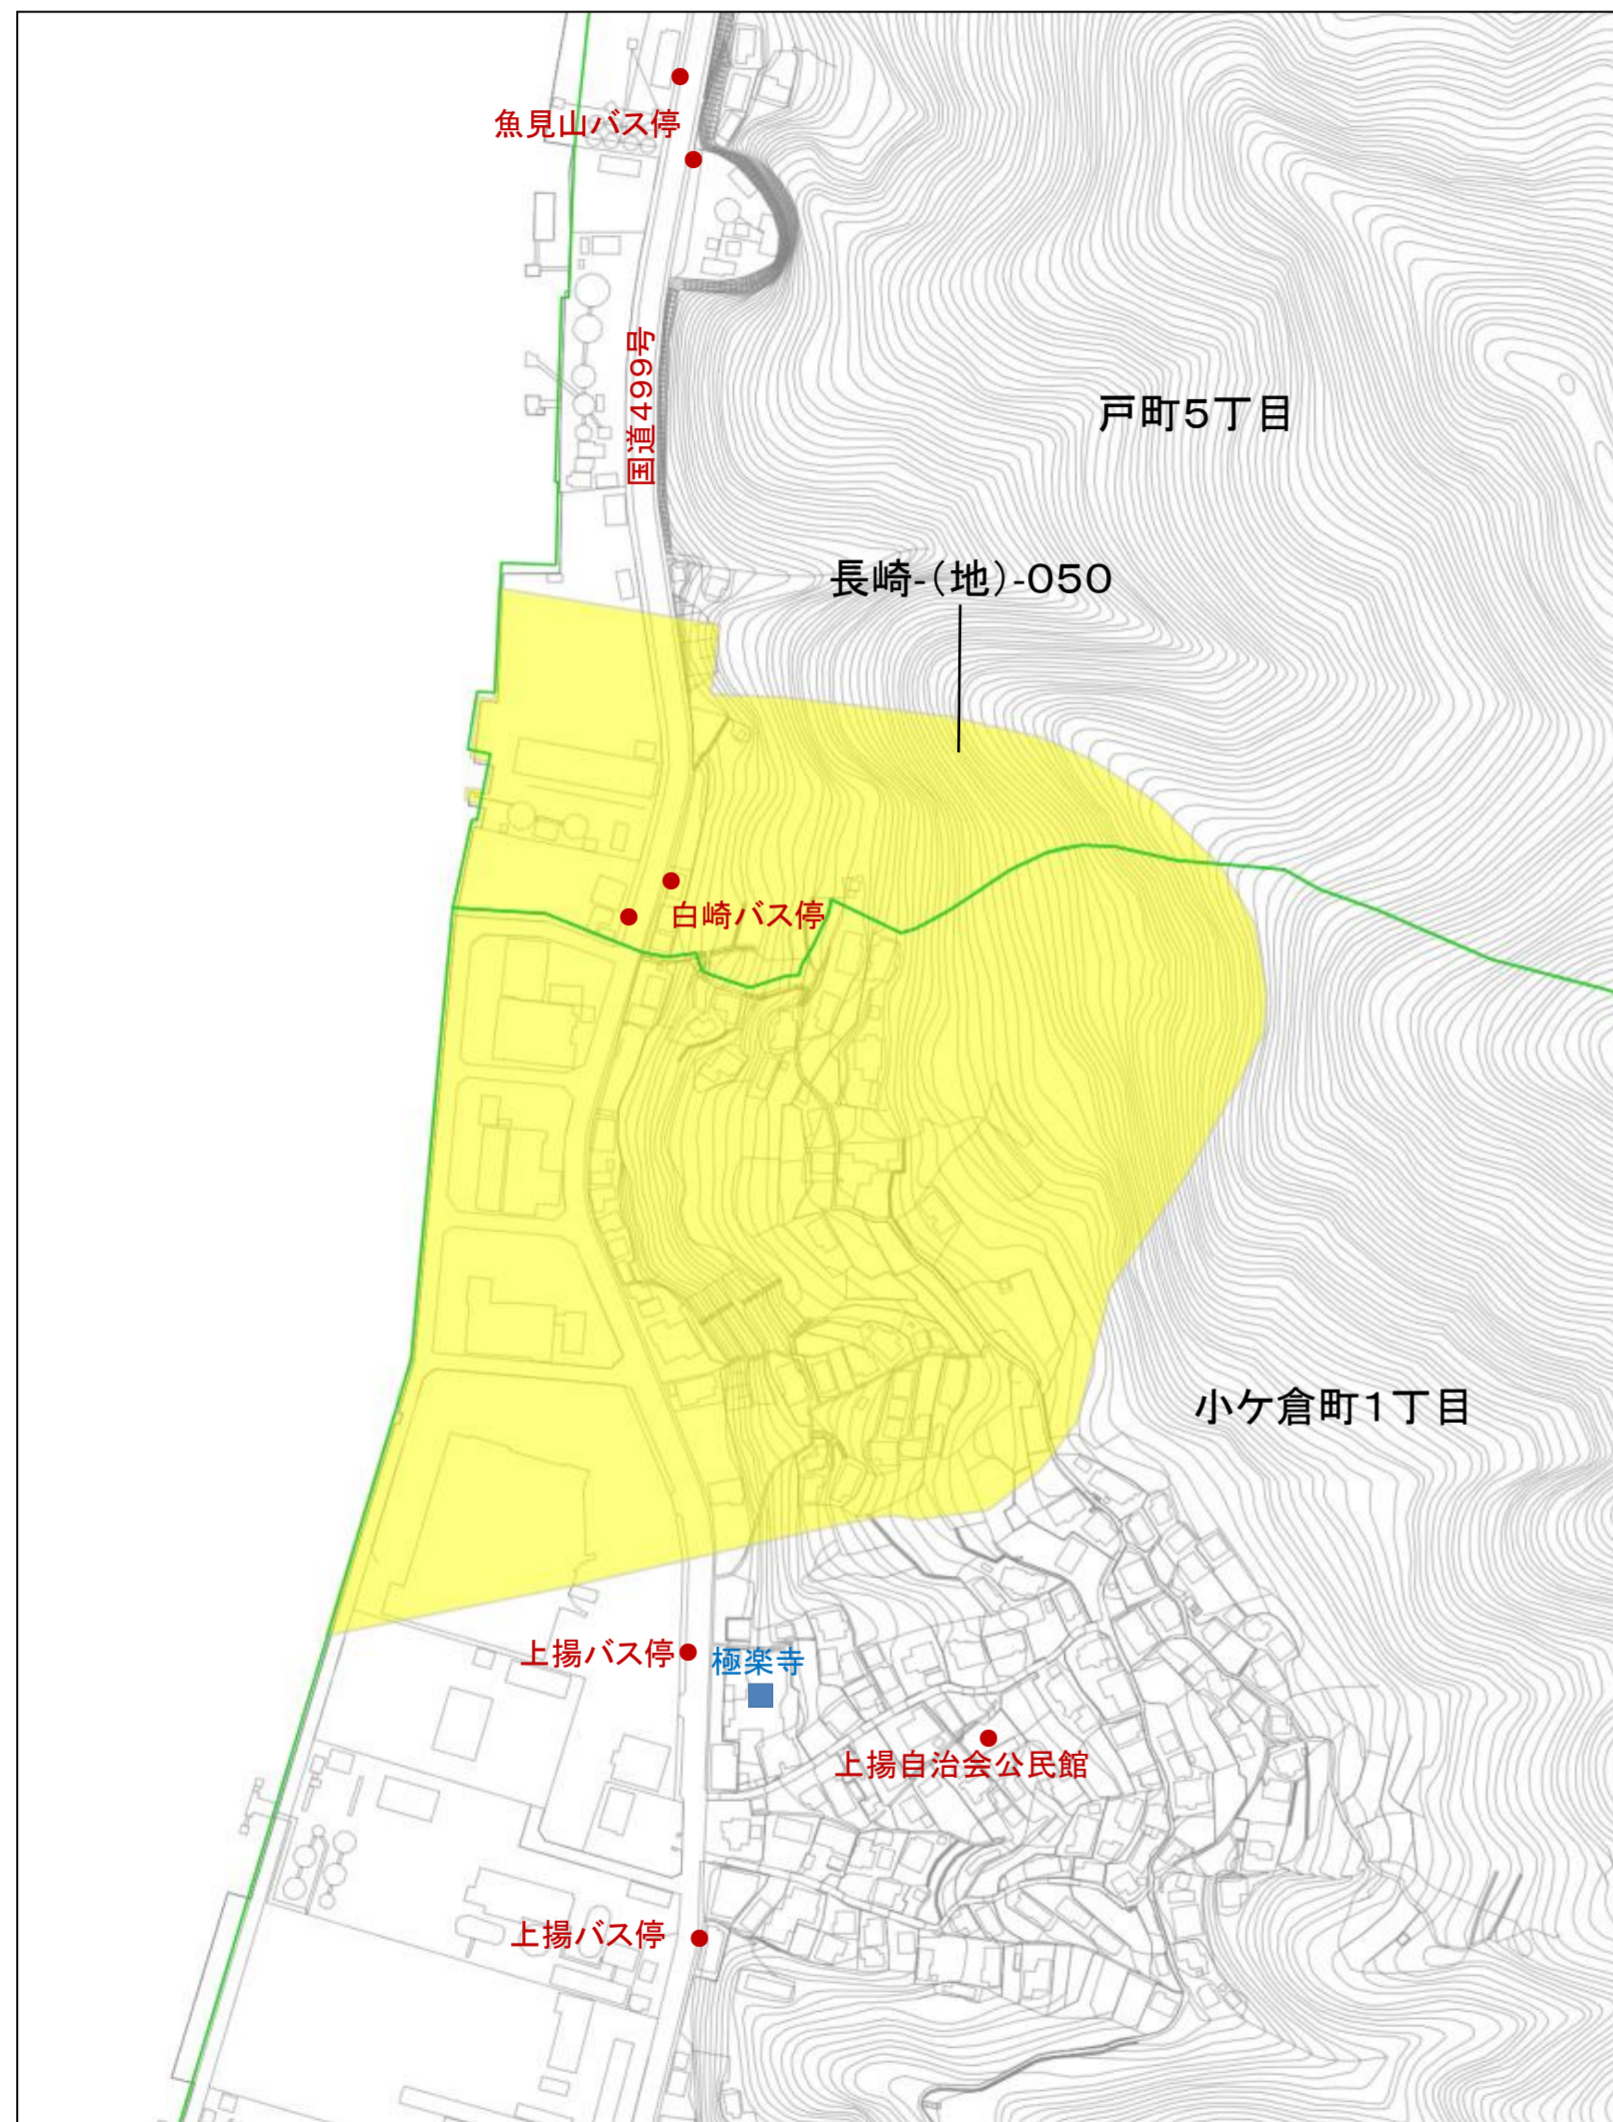 魚見山バス停
国道499号
戸町5丁目
長崎-(地)-050
白崎バス停
小ケ倉町1丁目
上揚バス停
極楽寺
上揚自治会公民館
上揚バス停